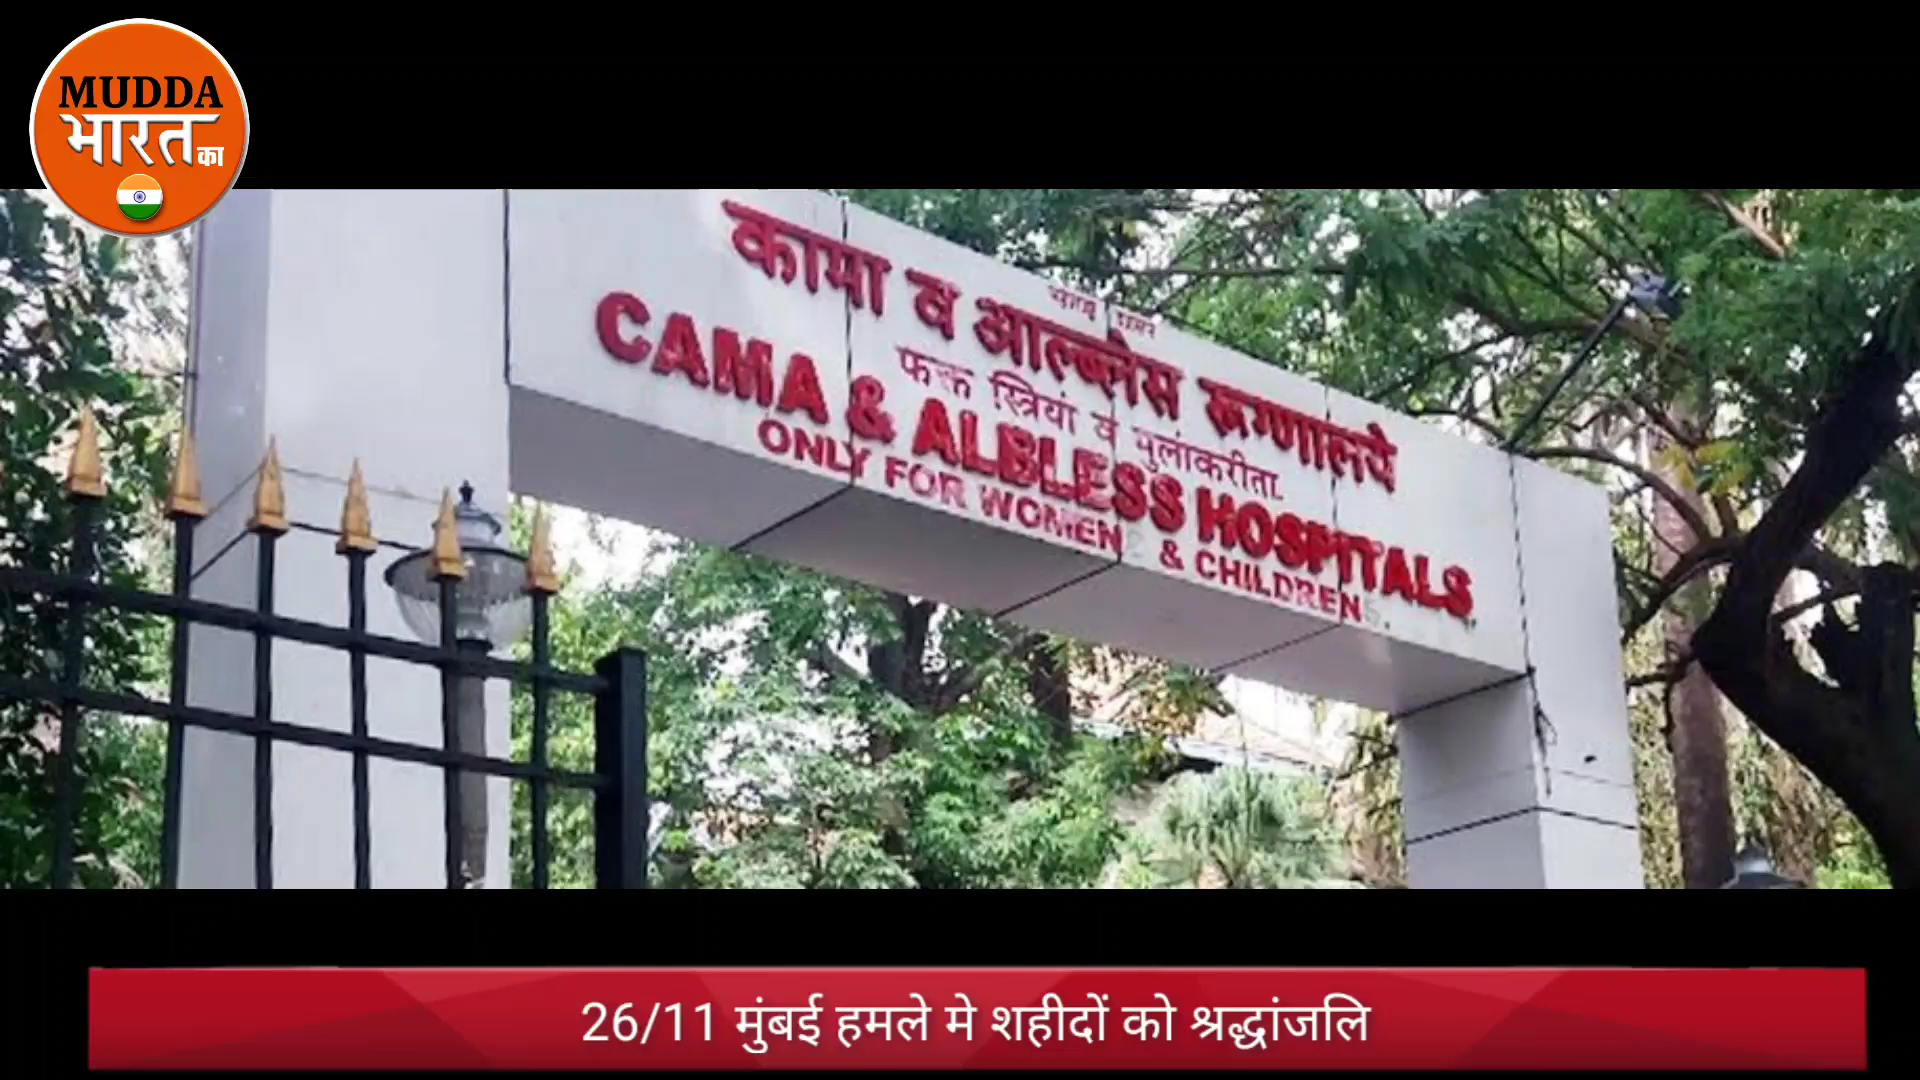 MUDDA
भारत का
कामा व आल्ब्लेस रूग्णालये
फक्त स्त्रियां व मुलांकरीता.
CAMA & ALBLESS HOSPITALS
ONLY FOR WOMEN & CHILDREN
26/11 मुंबई हमले मे शहीदों को श्रद्धांजलि